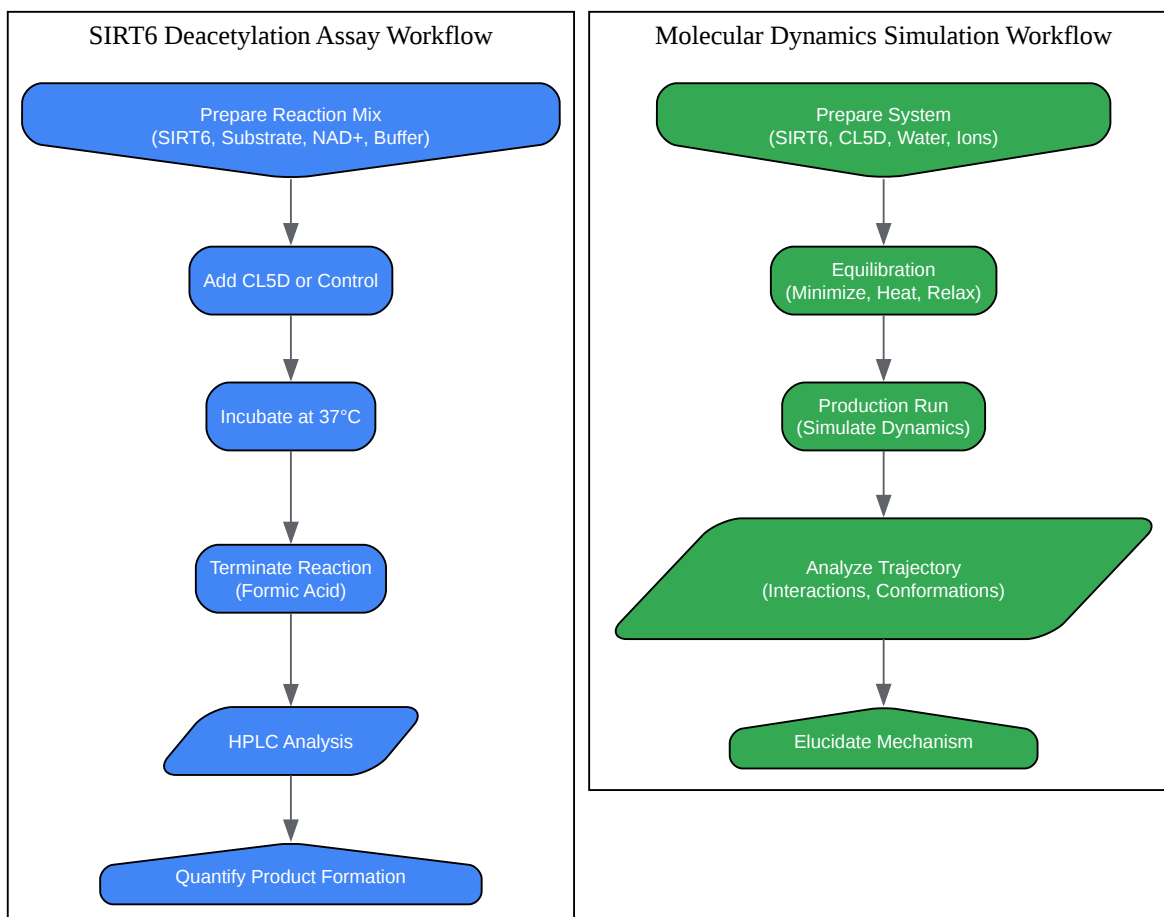 SIRT6 Deacetylation Assay Workflow
Prepare Reaction Mix
(SIRT6, Substrate, NAD+, Buffer)
Add CL5D or Control
Incubate at 37°C
Terminate Reaction
(Formic Acid)
HPLC Analysis
Quantify Product Formation
Molecular Dynamics Simulation Workflow
Prepare System
(SIRT6, CL5D, Water, Ions)
Equilibration
(Minimize, Heat, Relax)
Production Run
(Simulate Dynamics)
Analyze Trajectory
(Interactions, Conformations)
Elucidate Mechanism